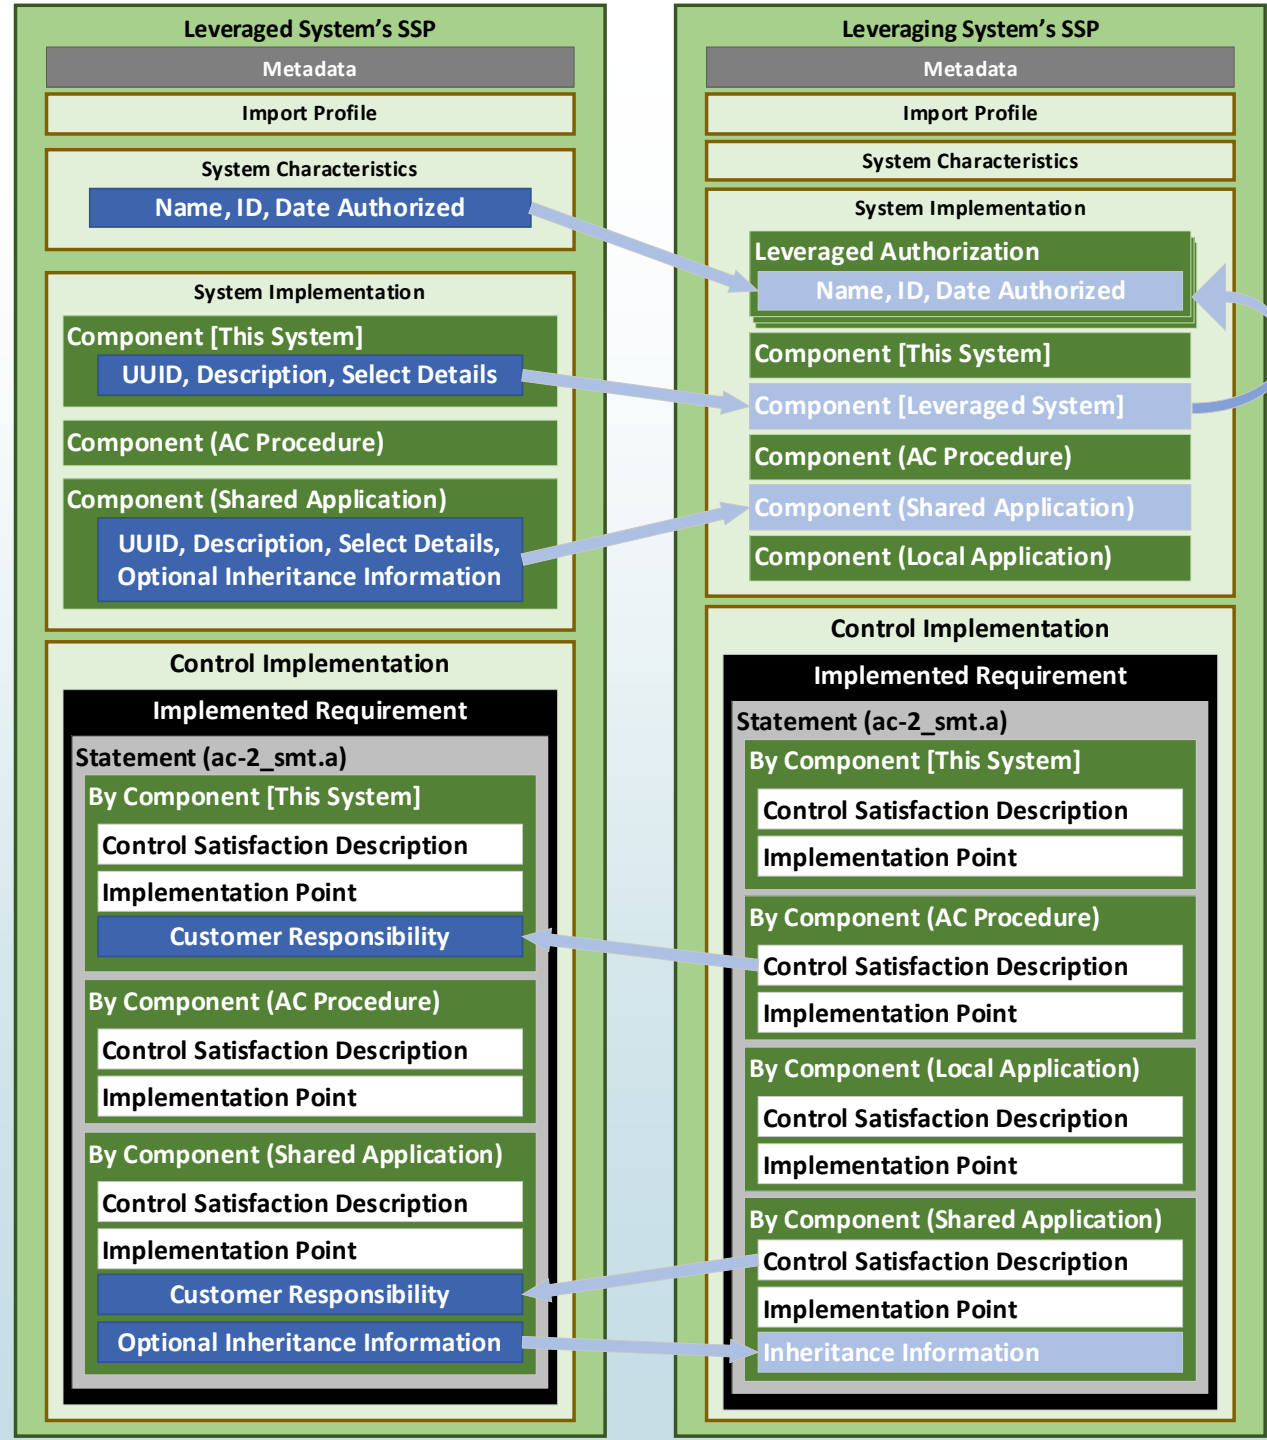 Leveraged System's SSP
Metadata
Import Profile
System Characteristics
Name, ID, Date Authorized
System Implementation
Component [This System]
UUID, Description, Select Details
Component (AC Procedure)
Component (Shared Application)
UUID, Description, Select Details,
Optional Inheritance Information
Control Implementation
Implemented Requirement
Statement (ac-2_smt.a)
By Component [This System]
Control Satisfaction Description
Implementation Point
Customer Responsibility
By Component (AC Procedure)
Control Satisfaction Description
Implementation Point
By Component (Shared Application)
Control Satisfaction Description
Implementation Point
Customer Responsibility
Optional Inheritance Information
Leveraging System's SSP
Metadata
Import Profile
System Characteristics
System Implementation
Leveraged Authorization
Name, ID, Date Authorized
Component [This System]
Component [Leveraged System]
Component (AC Procedure)
Component (Shared Application)
Component (Local Application)
Control Implementation
Implemented Requirement
Statement (ac-2_smt.a)
By Component [This System]
Control Satisfaction Description
Implementation Point
By Component (AC Procedure)
Control Satisfaction Description
Implementation Point
By Component (Local Application)
Control Satisfaction Description
Implementation Point
By Component (Shared Application)
Control Satisfaction Description
Implementation Point
Inheritance Information